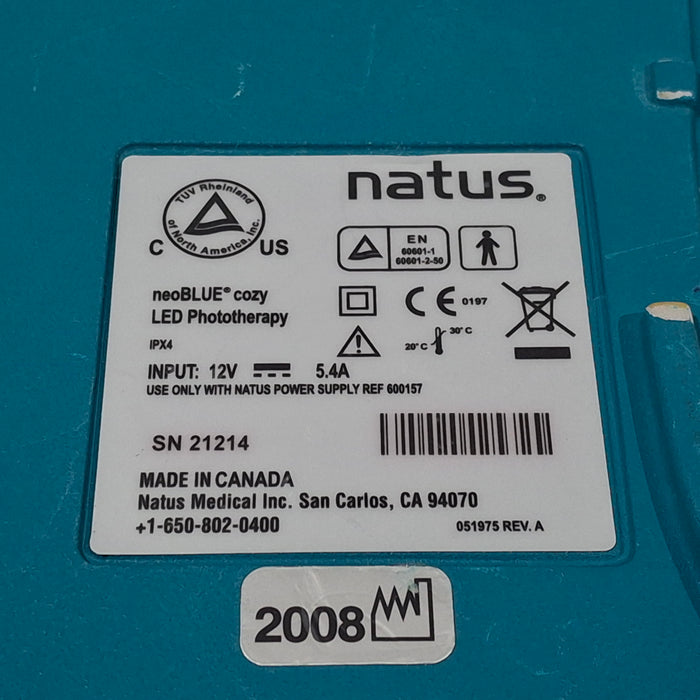 TUV Rheinland
of North America, Inc.
C US
natus®
EN
60601-1
60601-2-50
neoBLUE® cozy
LED Phototherapy
CE 0197
IPX4
20°C 30°C
INPUT: 12V 5.4A
USE ONLY WITH NATUS POWER SUPPLY REF 600157
SN 21214
MADE IN CANADA
Natus Medical Inc. San Carlos, CA 94070
+1-650-802-0400
051975 REV. A
2008